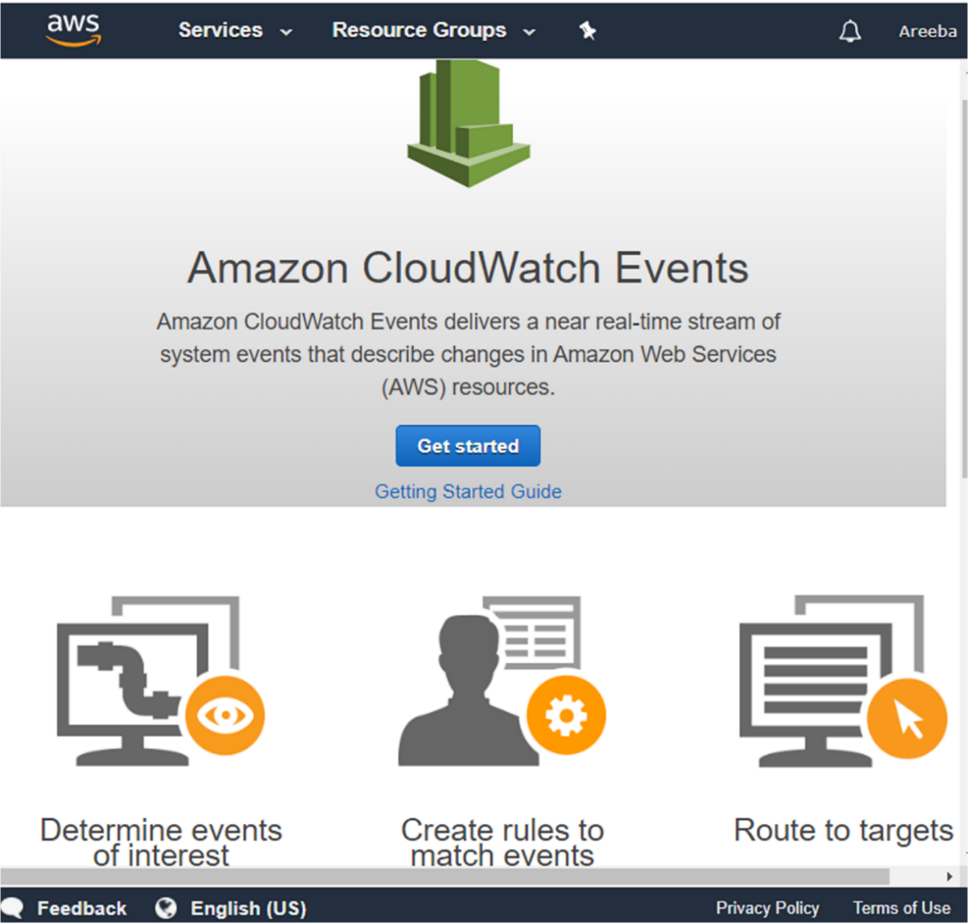 aws Services Resource Groups Areeba
Amazon CloudWatch Events
Amazon CloudWatch Events delivers a near real-time stream of
system events that describe changes in Amazon Web Services
(AWS) resources.
Get started
Getting Started Guide
Determine events
of interest
Create rules to
match events
Route to targets
Feedback English (US) Privacy Policy Terms of Use